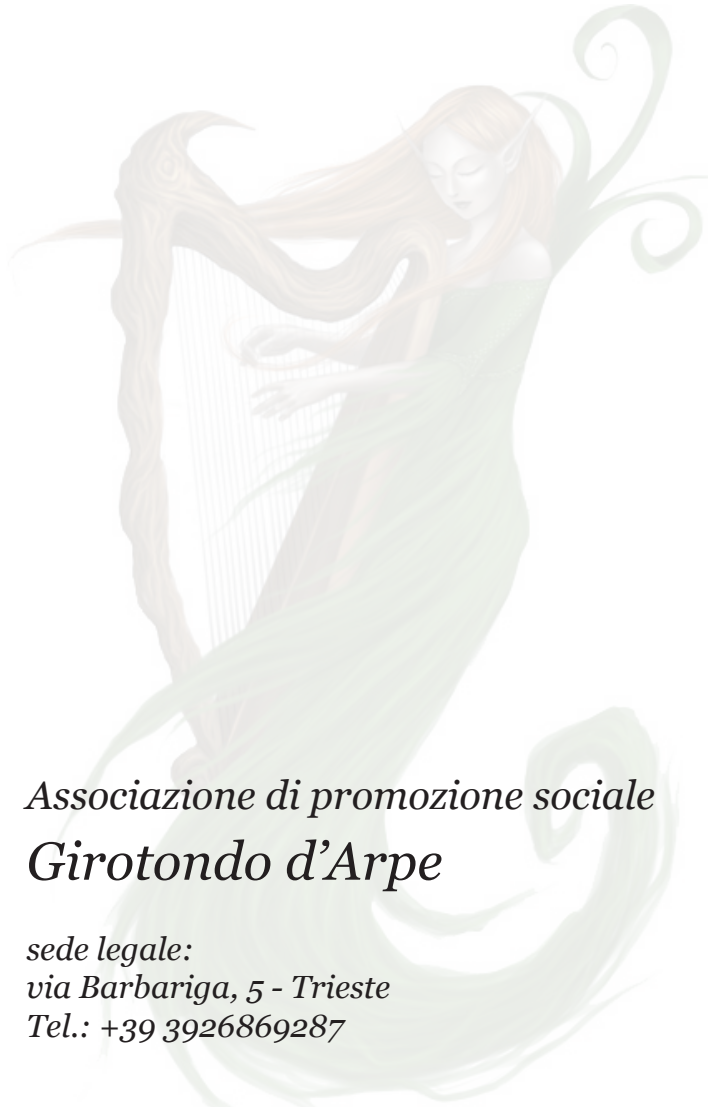 Associazione di promozione sociale
Girotondo d’Arpe
sede legale:
via Barbariga, 5 - Trieste
Tel.: +39 3926869287